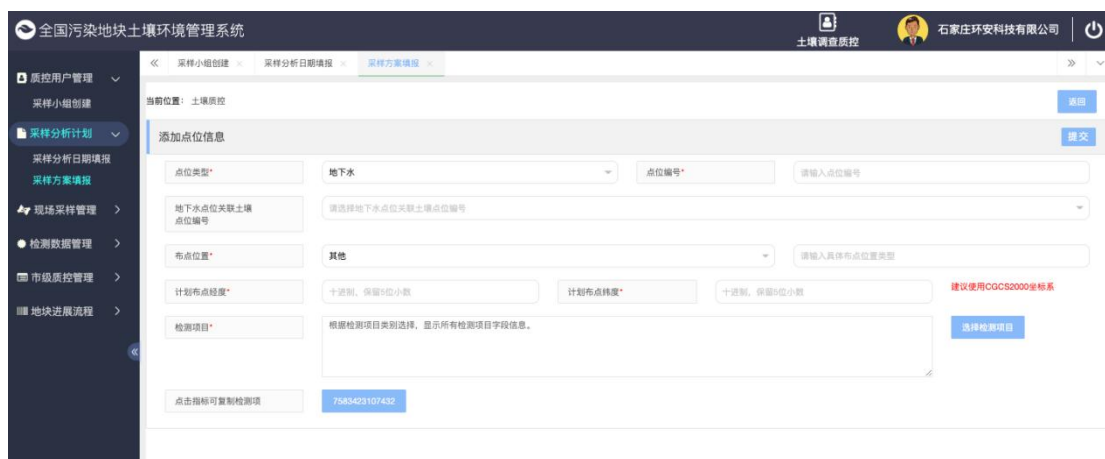 全国污染地块土壤环境管理系统
土壤调查质控
石家庄环安科技有限公司
质控用户管理
采样小组创建
采样分析计划
采样分析日期填报
采样方案填报
现场采样管理
检测数据管理
市级质控管理
地块进展流程
采样小组创建 × 采样分析日期填报 × 采样方案填报 ×
当前位置： 土壤质控 返回
添加点位信息 提交
点位类型* 地下水 点位编号* 请输入点位编号
地下水点位关联土壤
点位编号
请选择地下水点位关联土壤点位编号
布点位置* 其他 请输入具体布点位置类型
计划布点经度* 十进制，保留5位小数 计划布点纬度* 十进制，保留5位小数 建议使用CGCS2000坐标系
检测项目* 根据检测项目类别选择，显示所有检测项目字段信息。 选择检测项目
点击指标可复制检测项 7583423107432